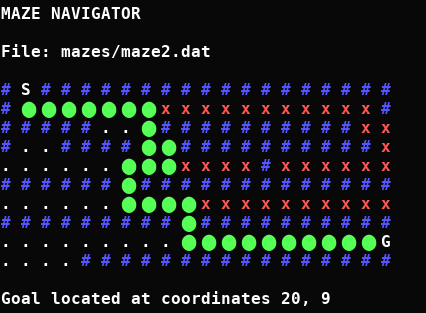 MAZE NAVIGATOR
File: mazes/maze2.dat
# S # # # # # # # # # # # # # # # # # #
# ● ● ● ● ● ● ● x x x x x x x x x x x #
# # # # # . . ● # # # # # # # # # # x x
# . . # # # # ● ● # # # # # # # # # # x
. . . . . . ● ● ● x x x x # x x x x x x
# # # # # # ● # # # # # # # # # # # # #
. . . . . . ● ● ● ● x x x x x x x x x x
# # # # # # # # # ● # # # # # # # # # #
. . . . . . . . . ● ● ● ● ● ● ● ● ● ● G
. . . . # # # # # # # # # # # # # # # #
Goal located at coordinates 20, 9